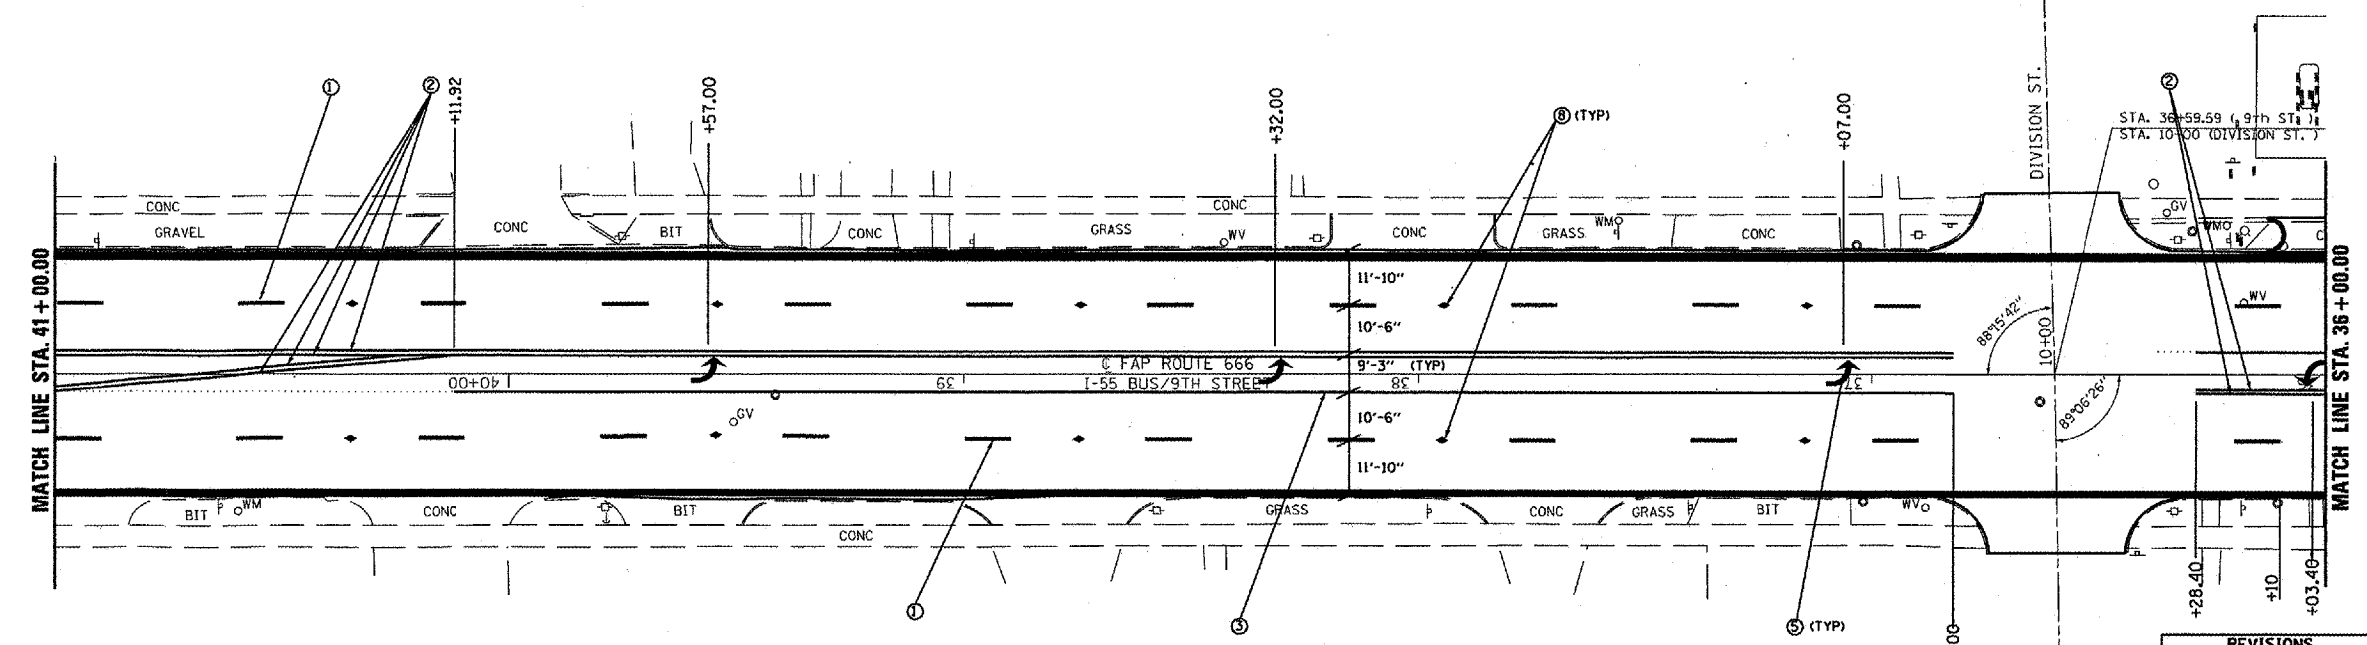 MATCH LINE STA. 41+00.00
①
②
+11.92
+57.00
+32.00
⑧ (TYP)
+07.00
DIVISION ST.
②
STA. 36+59.59 ( 9th ST. )
STA. 10+00 (DIVISION ST. )
CONC
GRAVEL
CONC
BIT
CONC
GRASS
CONC
WV
CONC
GRASS
WM
CONC
GV
WM
C
11'-10"
10'-6"
WV
88°15'42"
10+00
℄ FAP ROUTE 666
9'-3" (TYP)
40+00
39
I-55 BUS/9TH STREET
38
37
GV
10'-6"
89°06'26"
11'-10"
BIT
WM
CONC
BIT
GRASS
CONC
GRASS
BIT
WV
CONC
①
③
⑤ (TYP)
00
+28.40
+10
+03.40
MATCH LINE STA. 36+00.00
REVISIONS